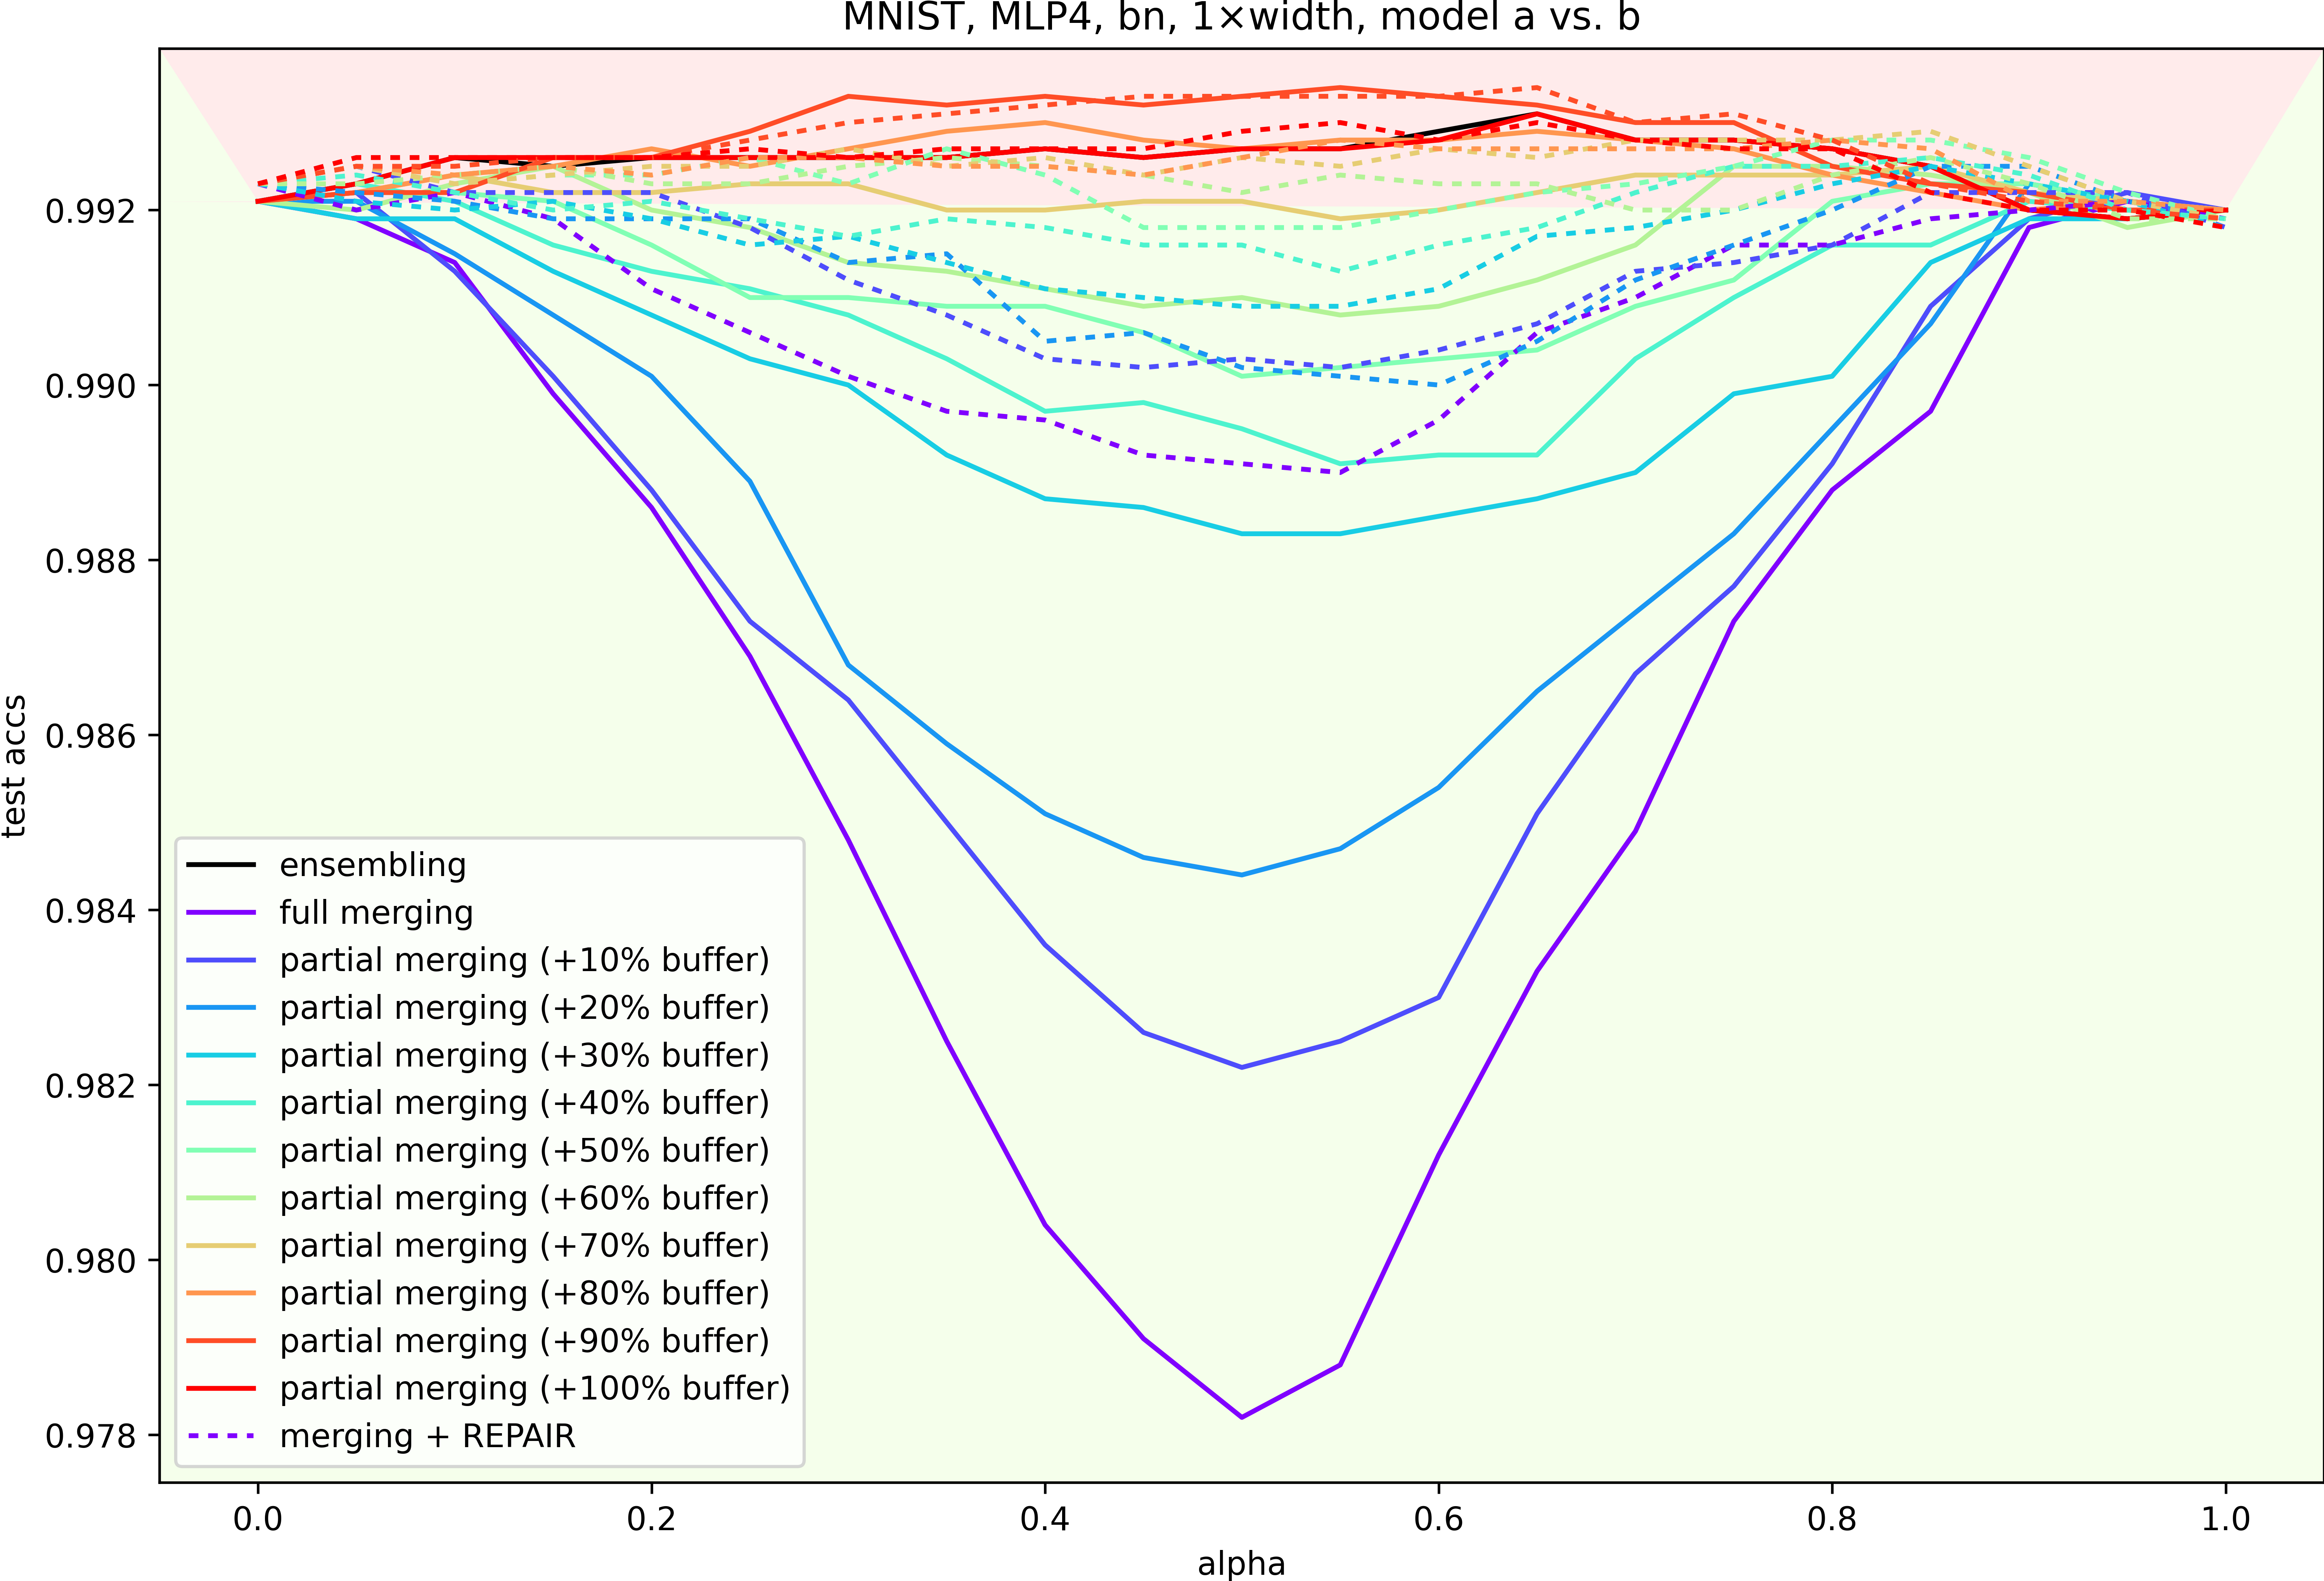 MNIST, MLP4, bn, 1×width, model a vs. b
test accs
0.992
0.990
0.988
0.986
0.984
0.982
0.980
0.978
ensembling
full merging
partial merging (+10% buffer)
partial merging (+20% buffer)
partial merging (+30% buffer)
partial merging (+40% buffer)
partial merging (+50% buffer)
partial merging (+60% buffer)
partial merging (+70% buffer)
partial merging (+80% buffer)
partial merging (+90% buffer)
partial merging (+100% buffer)
merging + REPAIR
0.0 0.2 0.4 0.6 0.8 1.0
alpha